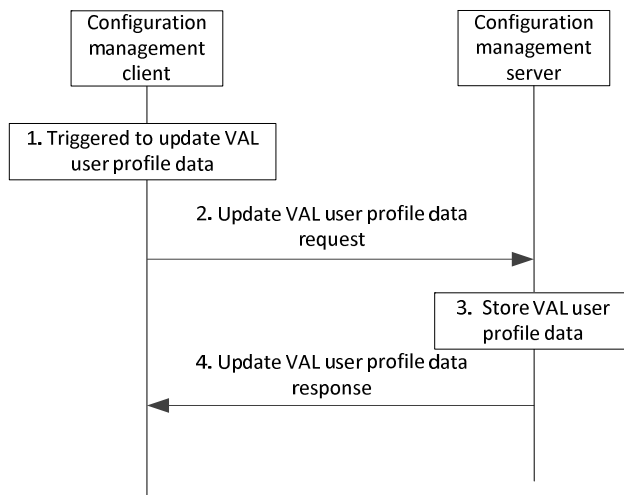 Configuration
management
client
Configuration
management
server
1. Triggered to update VAL
user profile data
2. Update VAL user profile data
request
3. Store VAL user
profile data
4. Update VAL user profile data
response